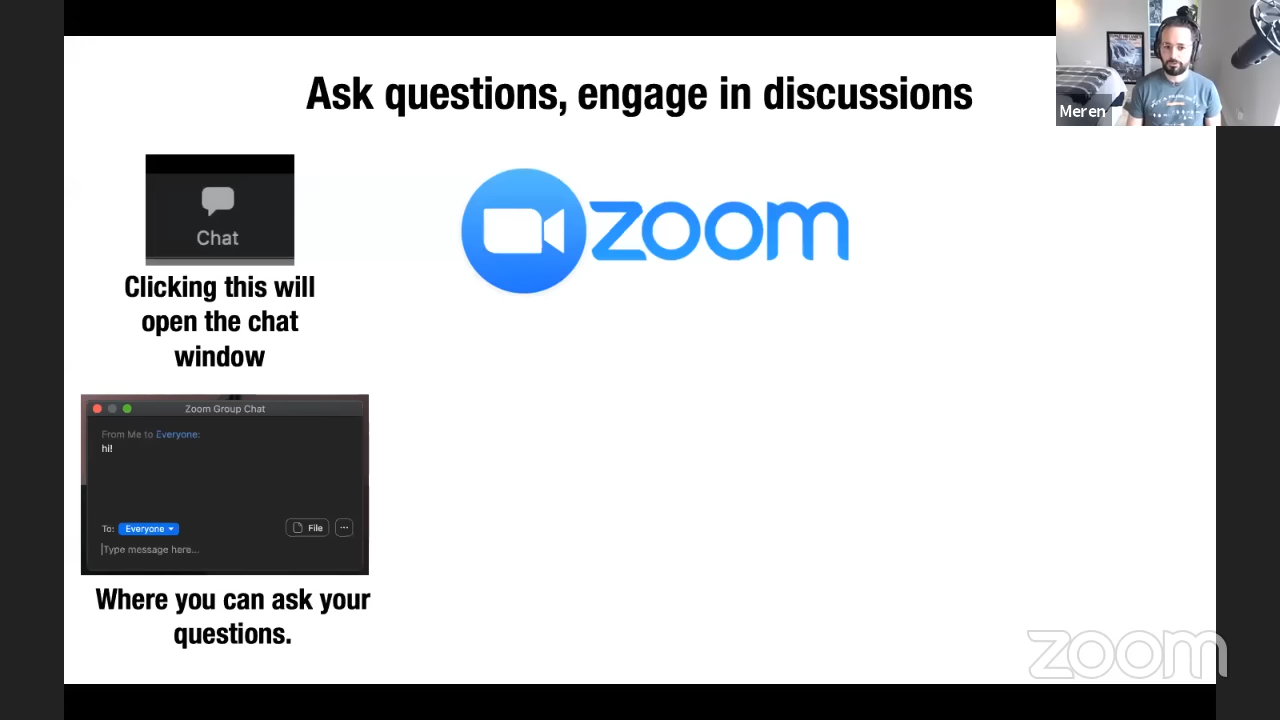 Ask questions, engage in discussions
Meren
Chat
zoom
Clicking this will
open the chat
window
Zoom Group Chat
From Me to Everyone:
hi!
To: Everyone
File
Type message here...
Where you can ask your
questions.
zoom